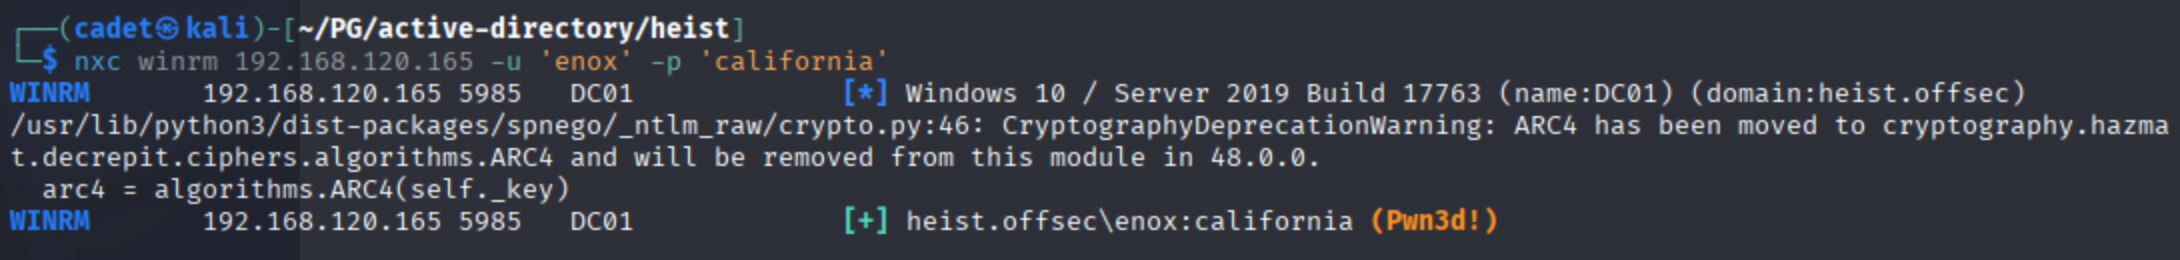 ┌──(cadet㉿kali)-[~/PG/active-directory/heist]
└─$ nxc winrm 192.168.120.165 -u 'enox' -p 'california'
WINRM       192.168.120.165 5985   DC01             [*] Windows 10 / Server 2019 Build 17763 (name:DC01) (domain:heist.offsec)
/usr/lib/python3/dist-packages/spnego/_ntlm_raw/crypto.py:46: CryptographyDeprecationWarning: ARC4 has been moved to cryptography.hazma
t.decrepit.ciphers.algorithms.ARC4 and will be removed from this module in 48.0.0.
  arc4 = algorithms.ARC4(self._key)
WINRM       192.168.120.165 5985   DC01             [+] heist.offsec\enox:california (Pwn3d!)